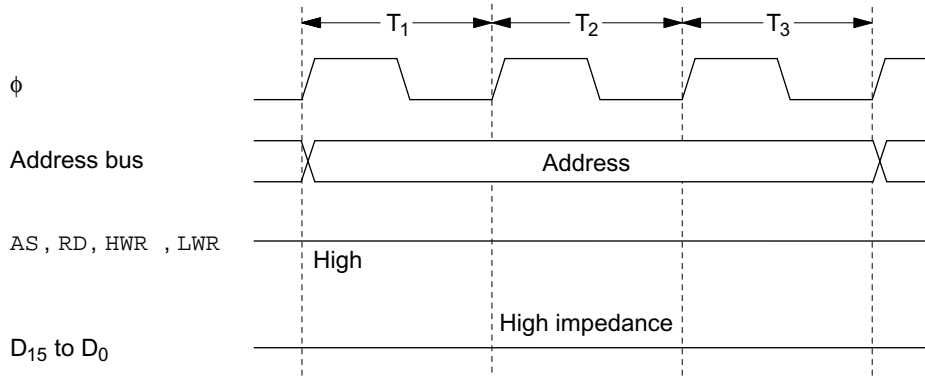 T₁ T₂ T₃
φ
Address bus Address
AS , RD , HWR , LWR
High
High impedance
D₁₅ to D₀